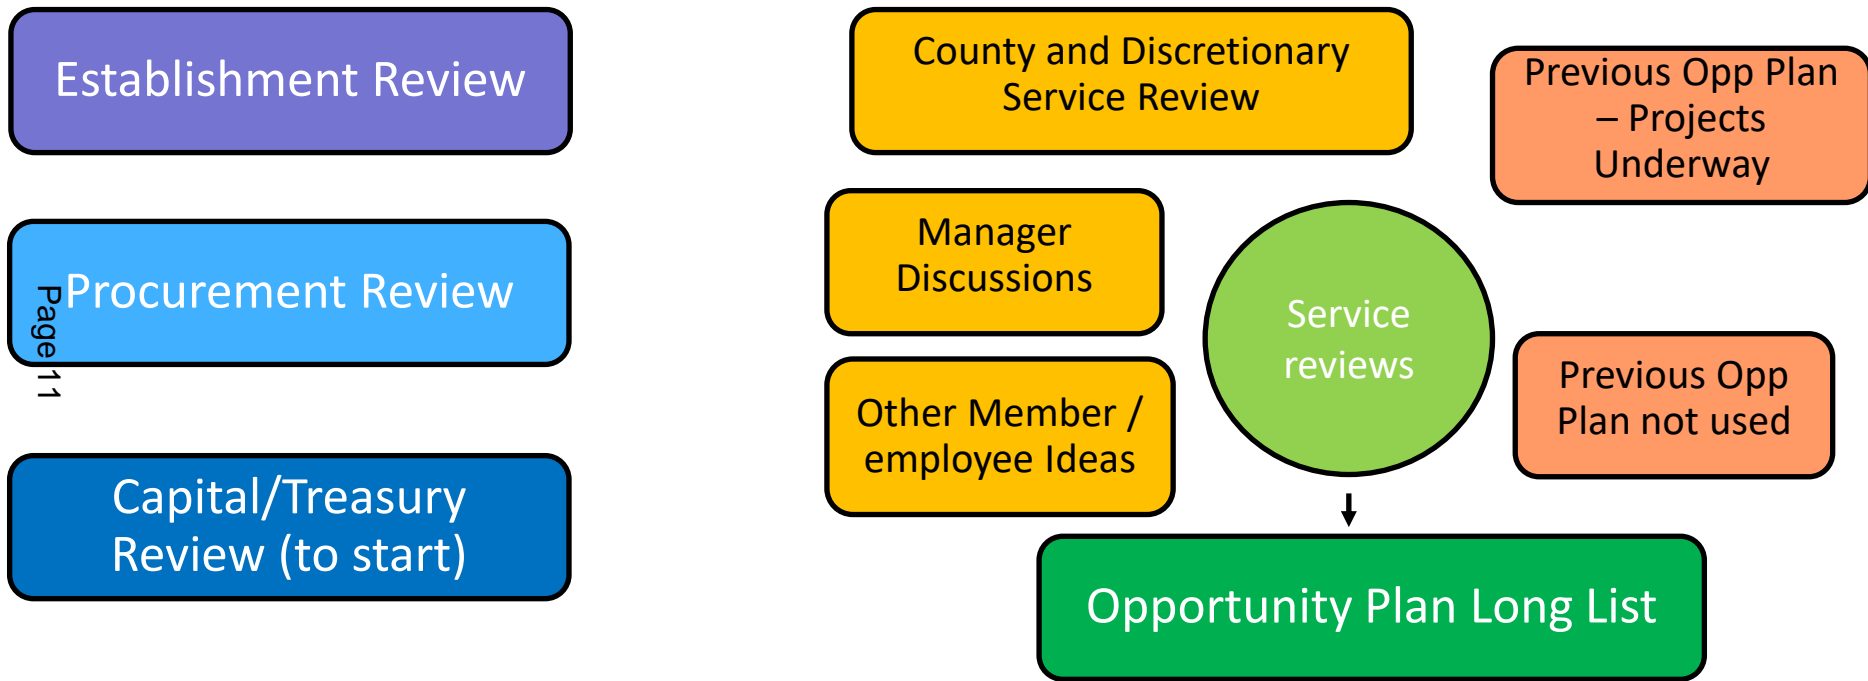 Establishment Review
Procurement Review
Page 11
Capital/Treasury
Review (to start)
County and Discretionary
Service Review
Manager
Discussions
Other Member /
employee Ideas
Service
reviews
Previous Opp Plan
– Projects
Underway
Previous Opp
Plan not used
Opportunity Plan Long List